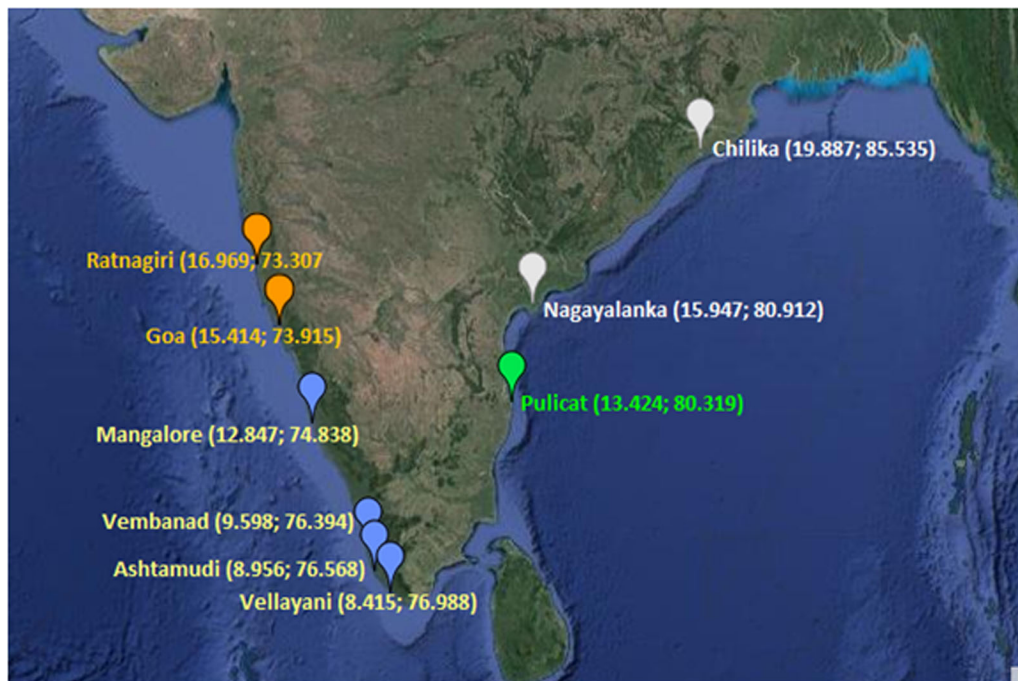 Chilika (19.887; 85.535)
Ratnagiri (16.969; 73.307
Nagayalanka (15.947; 80.912)
Goa (15.414; 73.915)
Pulicat (13.424; 80.319)
Mangalore (12.847; 74.838)
Vembanad (9.598; 76.394)
Ashtamudi (8.956; 76.568)
Vellayani (8.415; 76.988)